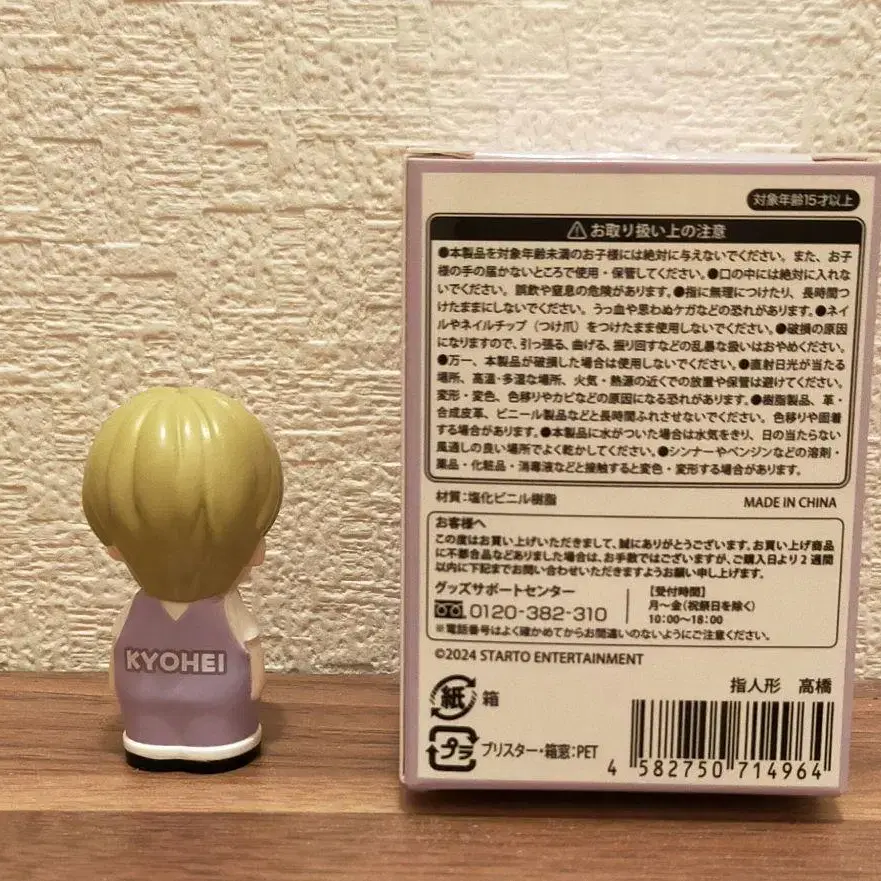 KYOHEI
対象年齢15才以上
⚠お取り扱い上の注意
●本製品を対象年齢未満のお子様には絶対に与えないでください。また、お子
様の手の届かないところで使用・保管してください。●口の中には絶対に入れな
いでください。誤飲や窒息の危険があります。●指に無理につけたり、長時間つ
けたままにしないでください。うっ血や思わぬケガなどの恐れがあります。●ネイ
ルやネイルチップ（つけ爪）をつけたまま使用しないでください。●破損の原因
になりますので、引っ張る、曲げる、振り回すなどの乱暴な扱いはおやめください。
●万一、本製品が破損した場合は使用しないでください。●直射日光が当たる
場所、高温・多湿な場所、火気・熱源の近くでの放置や保管は避けてください。
変形・変色、色移りやカビなどの原因になる恐れがあります。●樹脂製品、革・
合成皮革、ビニール製品などと長時間ふれさせないでください。色移りや固着
する場合があります。●本製品に水がついた場合は水気をきり、日の当たらない
風通しの良い場所でよく乾かしてください。●シンナーやベンジンなどの溶剤・
薬品・化粧品・消毒液などと接触すると変色・変形する場合があります。
材質：塩化ビニル樹脂
MADE IN CHINA
お客様へ
この度はお買い上げいただきまして、誠にありがとうございます。お買い上げ商品
に不都合品などありました場合は、お手数ではございますが、ご購入日より2週間
以内に下記までお問い合わせいただきますようお願い申し上げます。
グッズサポートセンター
0120-382-310
【受付時間】
月～金(祝祭日を除く)
10:00～18:00
※電話番号はよく確かめてからお間違いのないようにご注意ください。
©2024 STARTO ENTERTAINMENT
指人形 高橋
紙 箱
プラ ブリスター・箱窓:PET
4 582750 714964